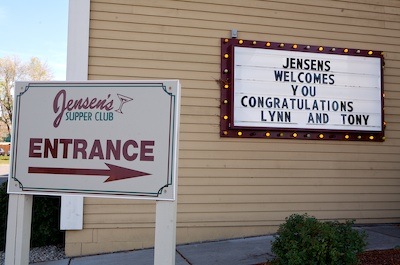 Jensen's
SUPPER CLUB
ENTRANCE
JENSENS
WELCOMES
YOU
CONGRATULATIONS
LYNN AND TONY